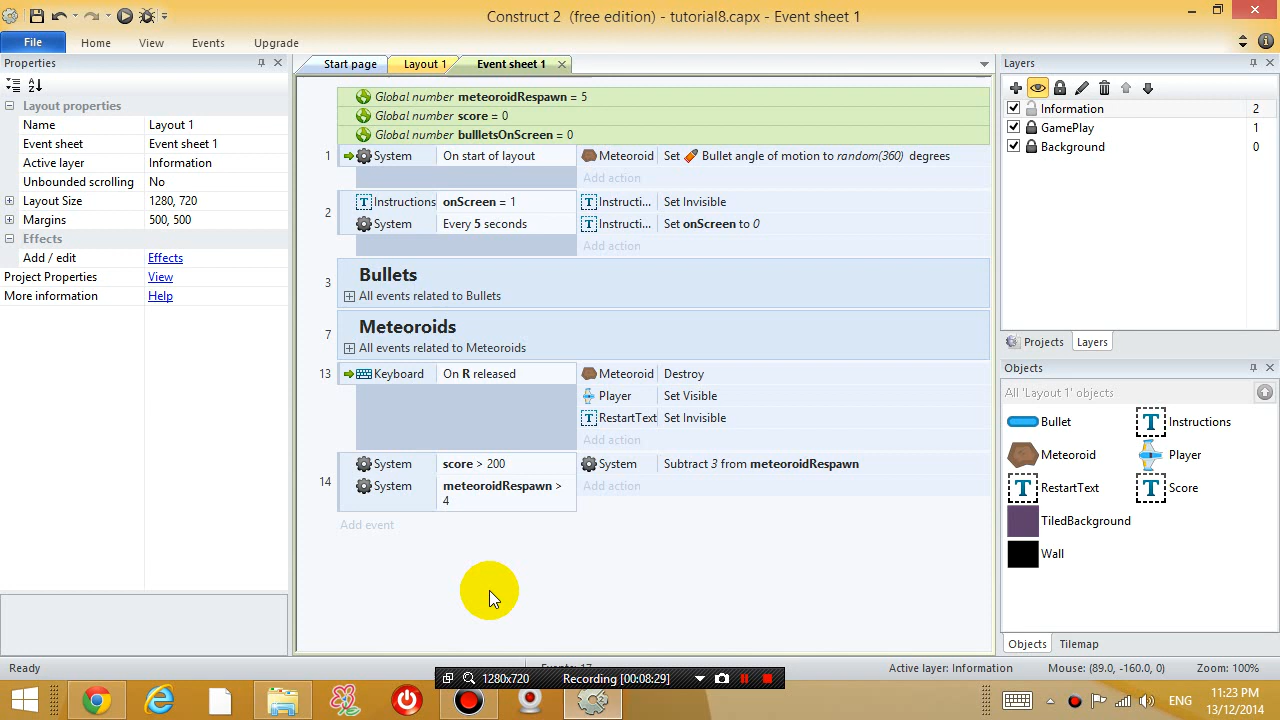 Construct 2  (free edition) - tutorial8.capx - Event sheet 1
File Home View Events Upgrade
Properties
Layout properties
Name Layout 1
Event sheet Event sheet 1
Active layer Information
Unbounded scrolling No
Layout Size 1280, 720
Margins 500, 500
Effects
Add / edit Effects
Project Properties View
More information Help
Start page Layout 1 Event sheet 1
Global number meteoroidRespawn = 5
Global number score = 0
Global number bullletsOnScreen = 0
1 System On start of layout Meteoroid Set Bullet angle of motion to random(360) degrees
Add action
2 Instructions onScreen = 1 Instructi... Set Invisible
System Every 5 seconds Instructi... Set onScreen to 0
Add action
3 Bullets
All events related to Bullets
7 Meteoroids
All events related to Meteoroids
13 Keyboard On R released Meteoroid Destroy
Player Set Visible
RestartText Set Invisible
Add action
14 System score > 200 System Subtract 3 from meteoroidRespawn
System meteoroidRespawn > Add action
4
Add event
Layers
Information 2
GamePlay 1
Background 0
Projects Layers
Objects
All 'Layout 1' objects
Bullet Instructions
Meteoroid Player
RestartText Score
TiledBackground
Wall
Objects Tilemap
Ready Active layer: Information Mouse: (89.0, -160.0, 0) Zoom: 100%
1280x720 Recording [00:08:29]
ENG 11:23 PM
13/12/2014